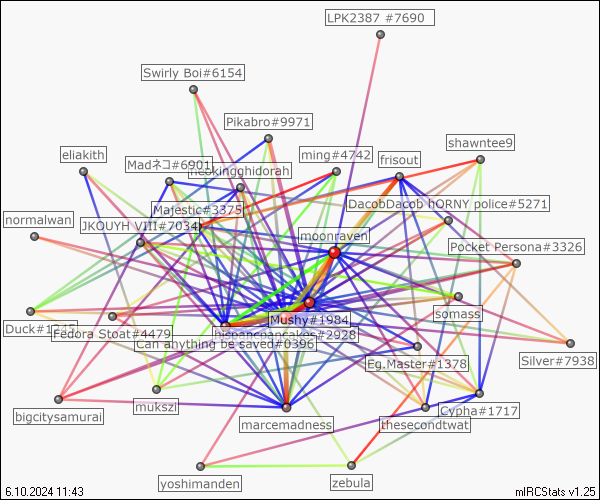 LPK2387 #7690
Swirly Boi#6154
Pikabro#9971
shawntee9
eliakith
ming#4742
Madネコ#6901
frisout
neokingghidorah
DacobDacob hORNY police#5271
Majestic#3375
normalwan
JKOUYH VIII#7034
moonraven
Pocket Persona#3326
somass
Mushy#1984
Duck#1245
Fedora Stoat#4479
Can anything be saved#0396
Silver#7938
Eg.Master#1378
mukszi
bigcitysamurai
Cypha#1717
marcemadness
thesecondtwat
yoshimanden
zebula
6.10.2024 11:43
mIRCStats v1.25